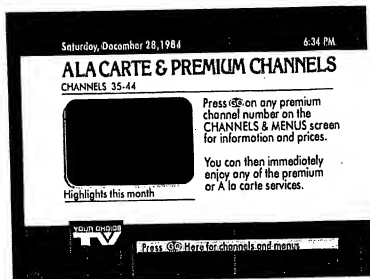 Saturday, December 28, 1984 6:34 PM
A LA CARTE & PREMIUM CHANNELS
CHANNELS 35-44
Press GO on any premium
channel number on the
CHANNELS & MENUS screen
for information and prices.
You can then immediately
enjoy any of the premium
or A la carte services.
Highlights this month
YOUR CHOICE
TV
Press GO Here for channels and menus